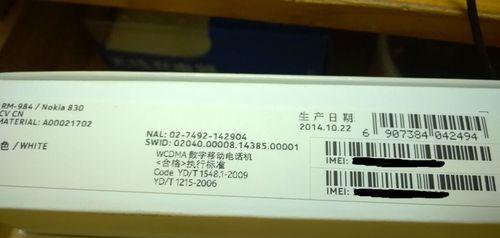 RM-984 / Nokia 830
CV CN
MATERIAL: A00021702
色 / WHITE
NAL: 02-7492-142904
SWID: 02040.00008.14385.00001
WCDMA 数字移动电话机
<合格>执行标准
Code YD/T 1548.1-2009
YD/T 1215-2006
生产日期:
2014.10.22
6 907384 042494
IMEI:
IMEI: